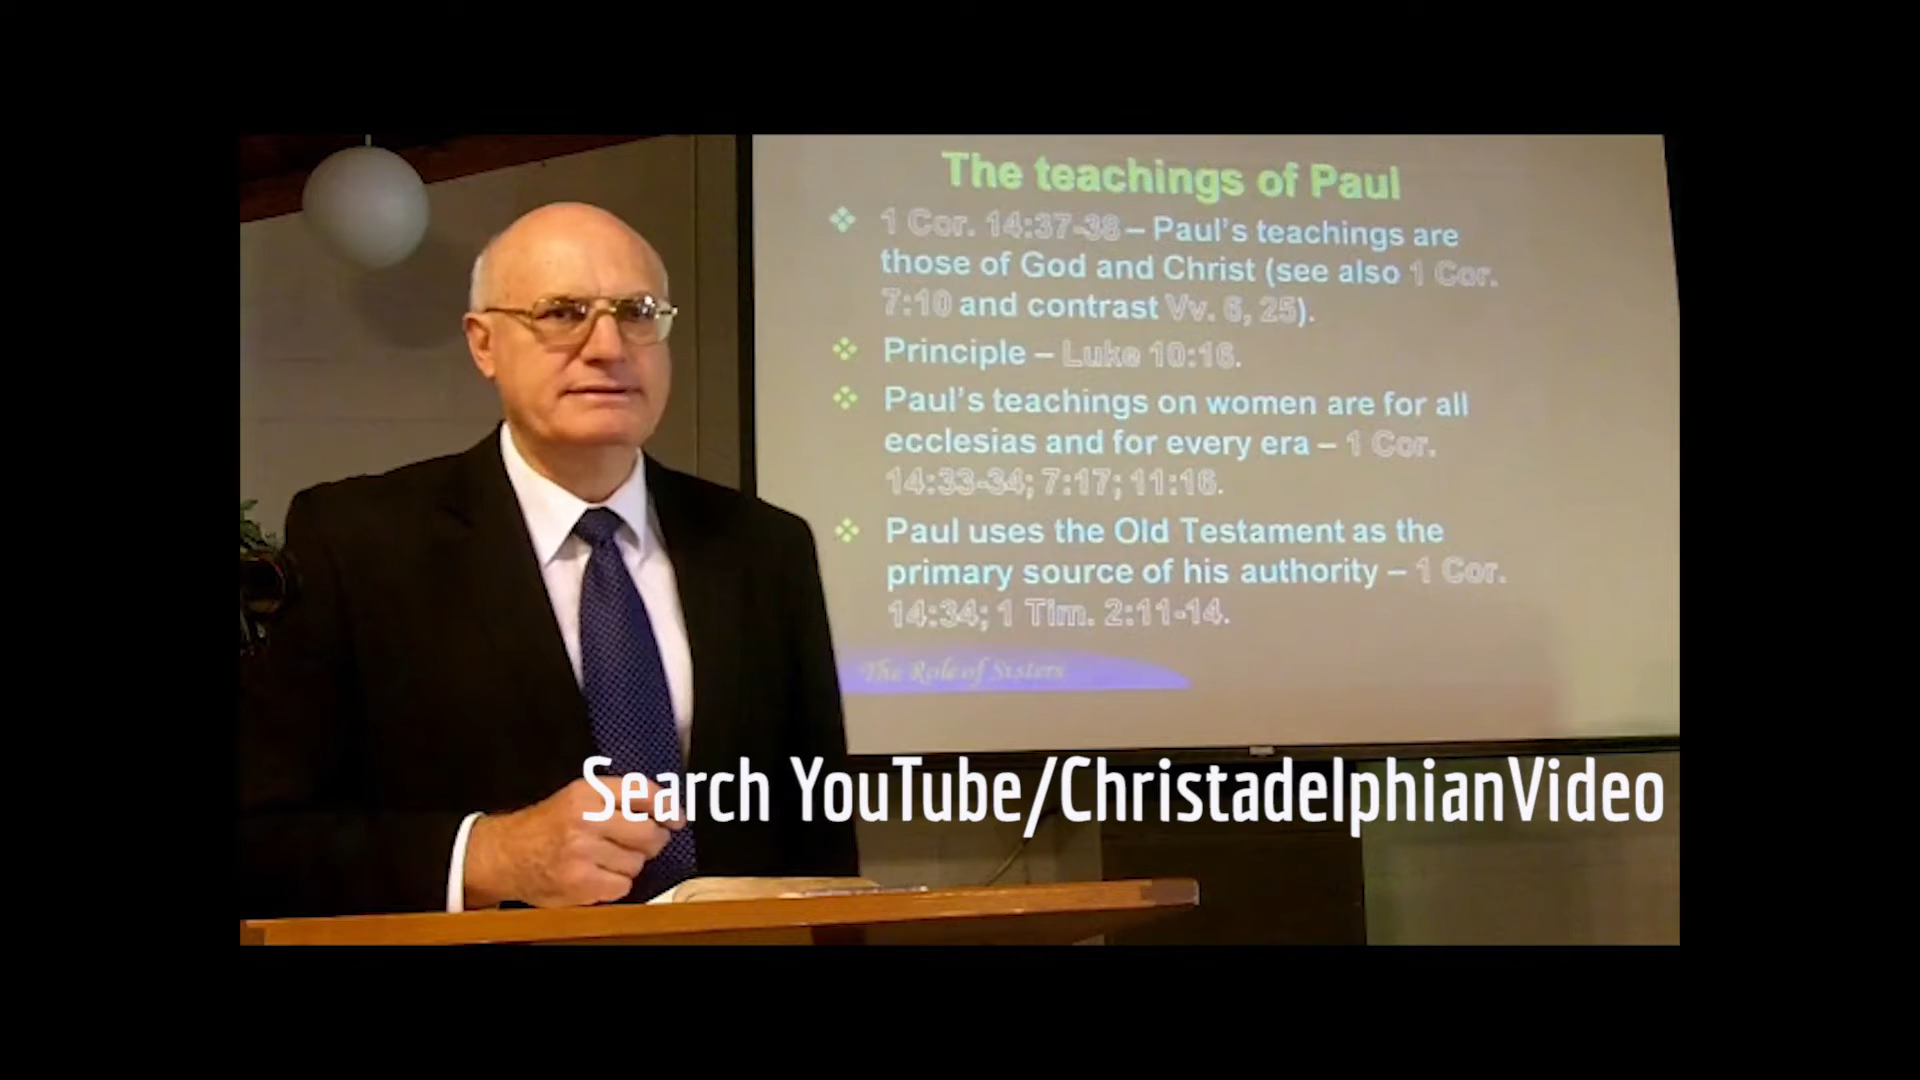 The teachings of Paul
1 Cor. 14:37-38 – Paul's teachings are
those of God and Christ (see also 1 Cor.
7:10 and contrast Vv. 6, 25).
Principle – Luke 10:16.
Paul's teachings on women are for all
ecclesias and for every era – 1 Cor.
14:33-34; 7:17; 11:16.
Paul uses the Old Testament as the
primary source of his authority – 1 Cor.
14:34; 1 Tim. 2:11-14.
The Role of Sisters
Search YouTube/ChristadelphianVideo